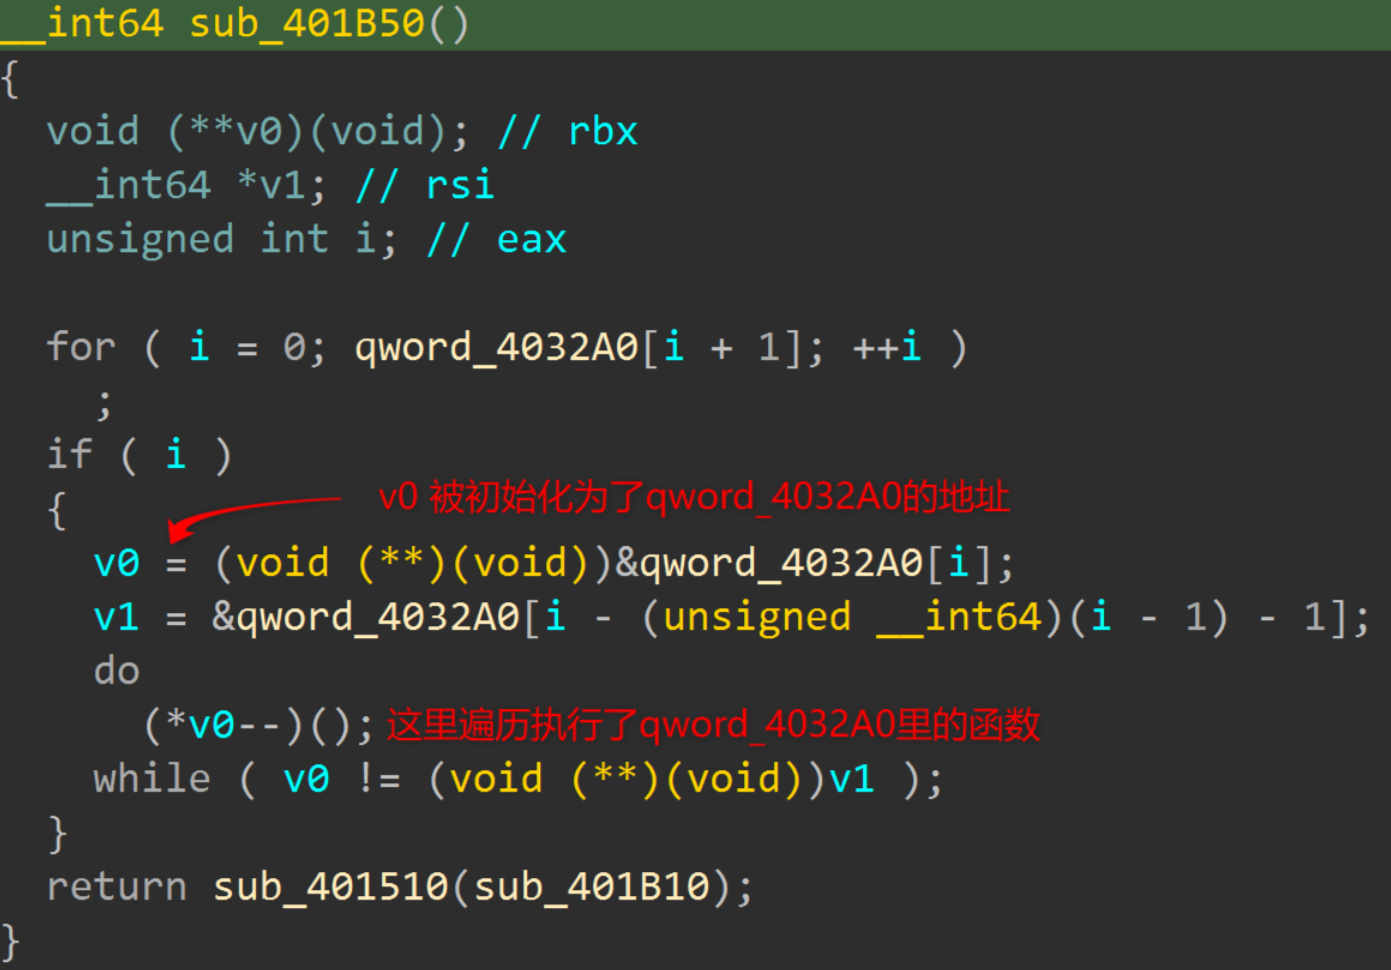 __int64 sub_401B50()
{
  void (**v0)(void); // rbx
  __int64 *v1; // rsi
  unsigned int i; // eax

  for ( i = 0; qword_4032A0[i + 1]; ++i )
    ;
  if ( i )
v0 被初始化为了qword_4032A0的地址
  {
    v0 = (void (**)(void))&qword_4032A0[i];
    v1 = &qword_4032A0[i - (unsigned __int64)(i - 1) - 1];
    do
      (*v0--)(); 这里遍历执行了qword_4032A0里的函数
    while ( v0 != (void (**)(void))v1 );
  }
  return sub_401510(sub_401B10);
}